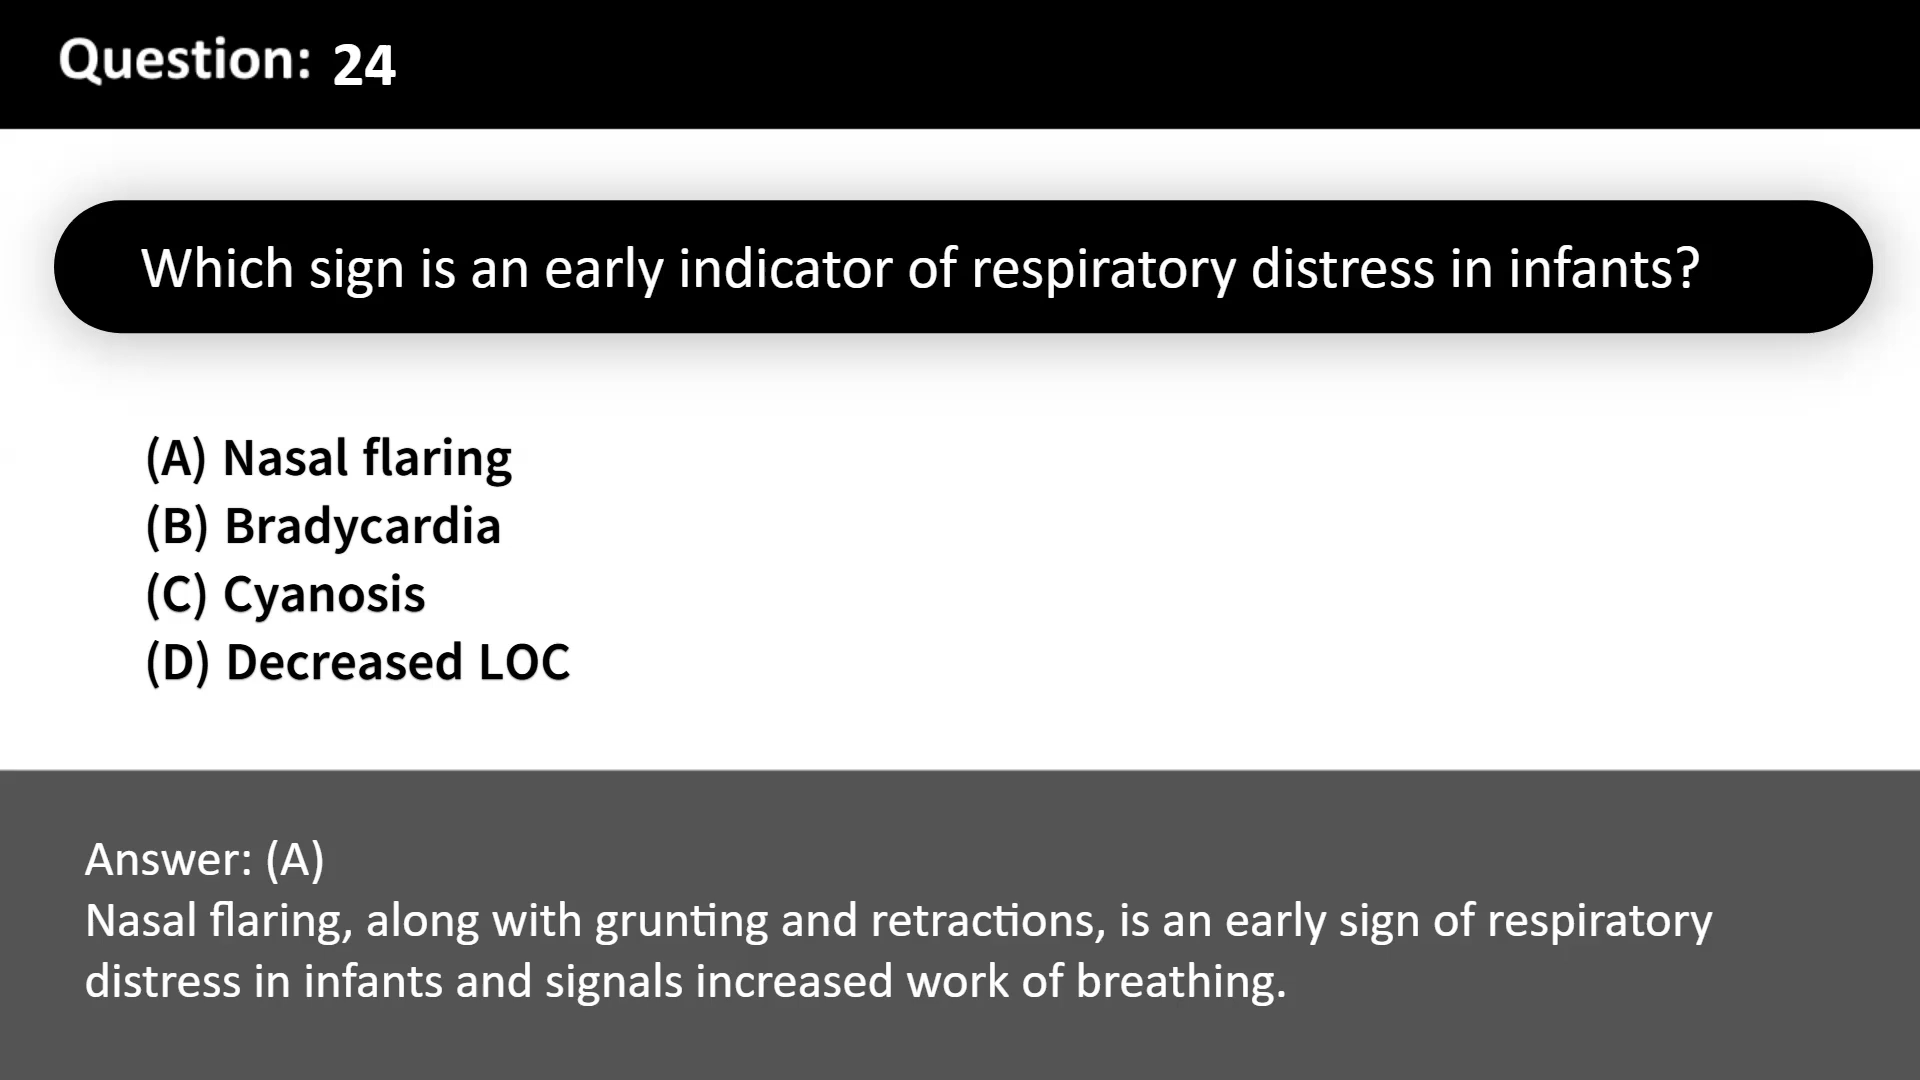 Question: 24
Which sign is an early indicator of respiratory distress in infants?
(A) Nasal flaring
(B) Bradycardia
(C) Cyanosis
(D) Decreased LOC
Answer: (A)
Nasal flaring, along with grunting and retractions, is an early sign of respiratory
distress in infants and signals increased work of breathing.